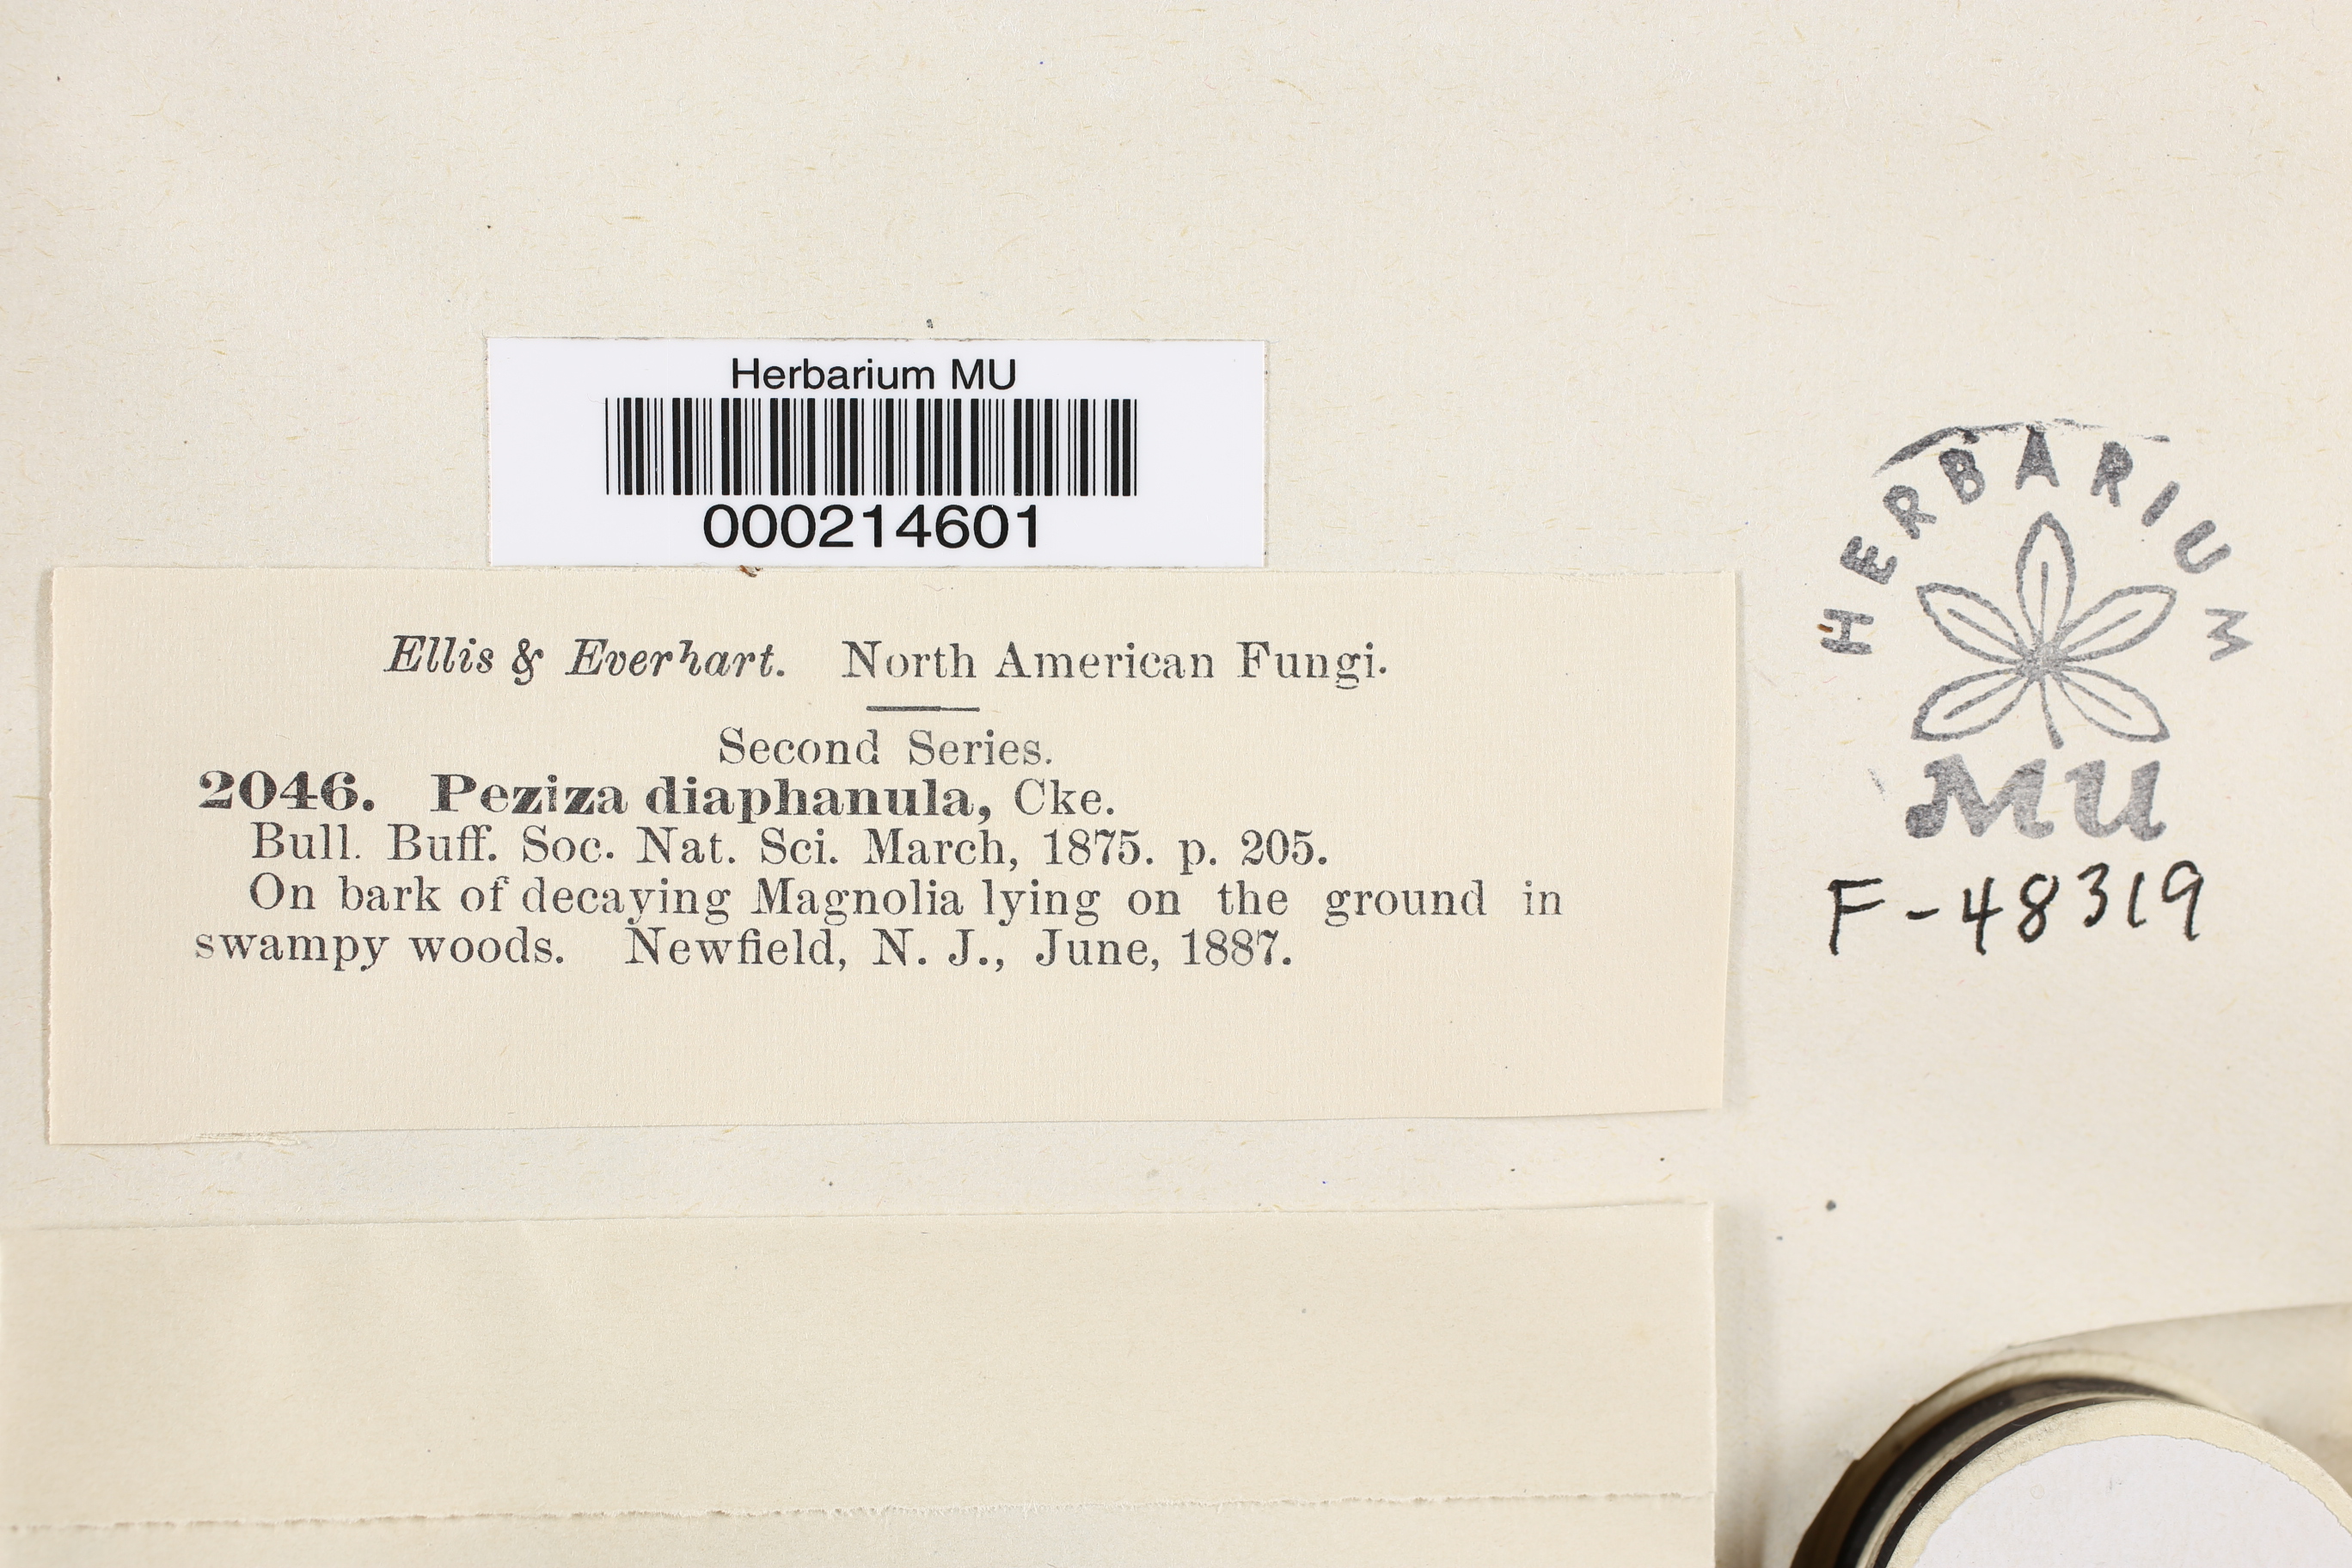 Herbarium MU
000214601
Ellis & Everhart. North American Fungi.
Second Series.
2046. Peziza diaphanula, Cke.
Bull. Buff. Soc. Nat. Sci. March, 1875. p. 205.
On bark of decaying Magnolia lying on the ground in
swampy woods. Newfield, N. J., June, 1887.
HERBARIUM
MU
F-48319